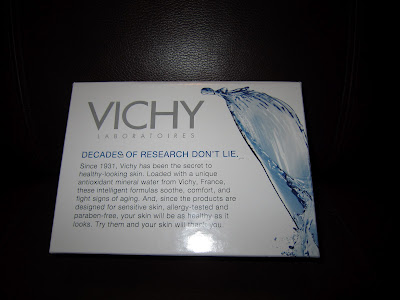 VICHY
LABORATOIRES
DECADES OF RESEARCH DON'T LIE.
Since 1931, Vichy has been the secret to
healthy-looking skin. Loaded with a unique
antioxidant mineral water from Vichy, France,
these intelligent formulas soothe, comfort, and
fight signs of aging. And, since the products are
designed for sensitive skin, allergy-tested and
paraben-free, your skin will be as healthy as it
looks. Try them and your skin will thank you.